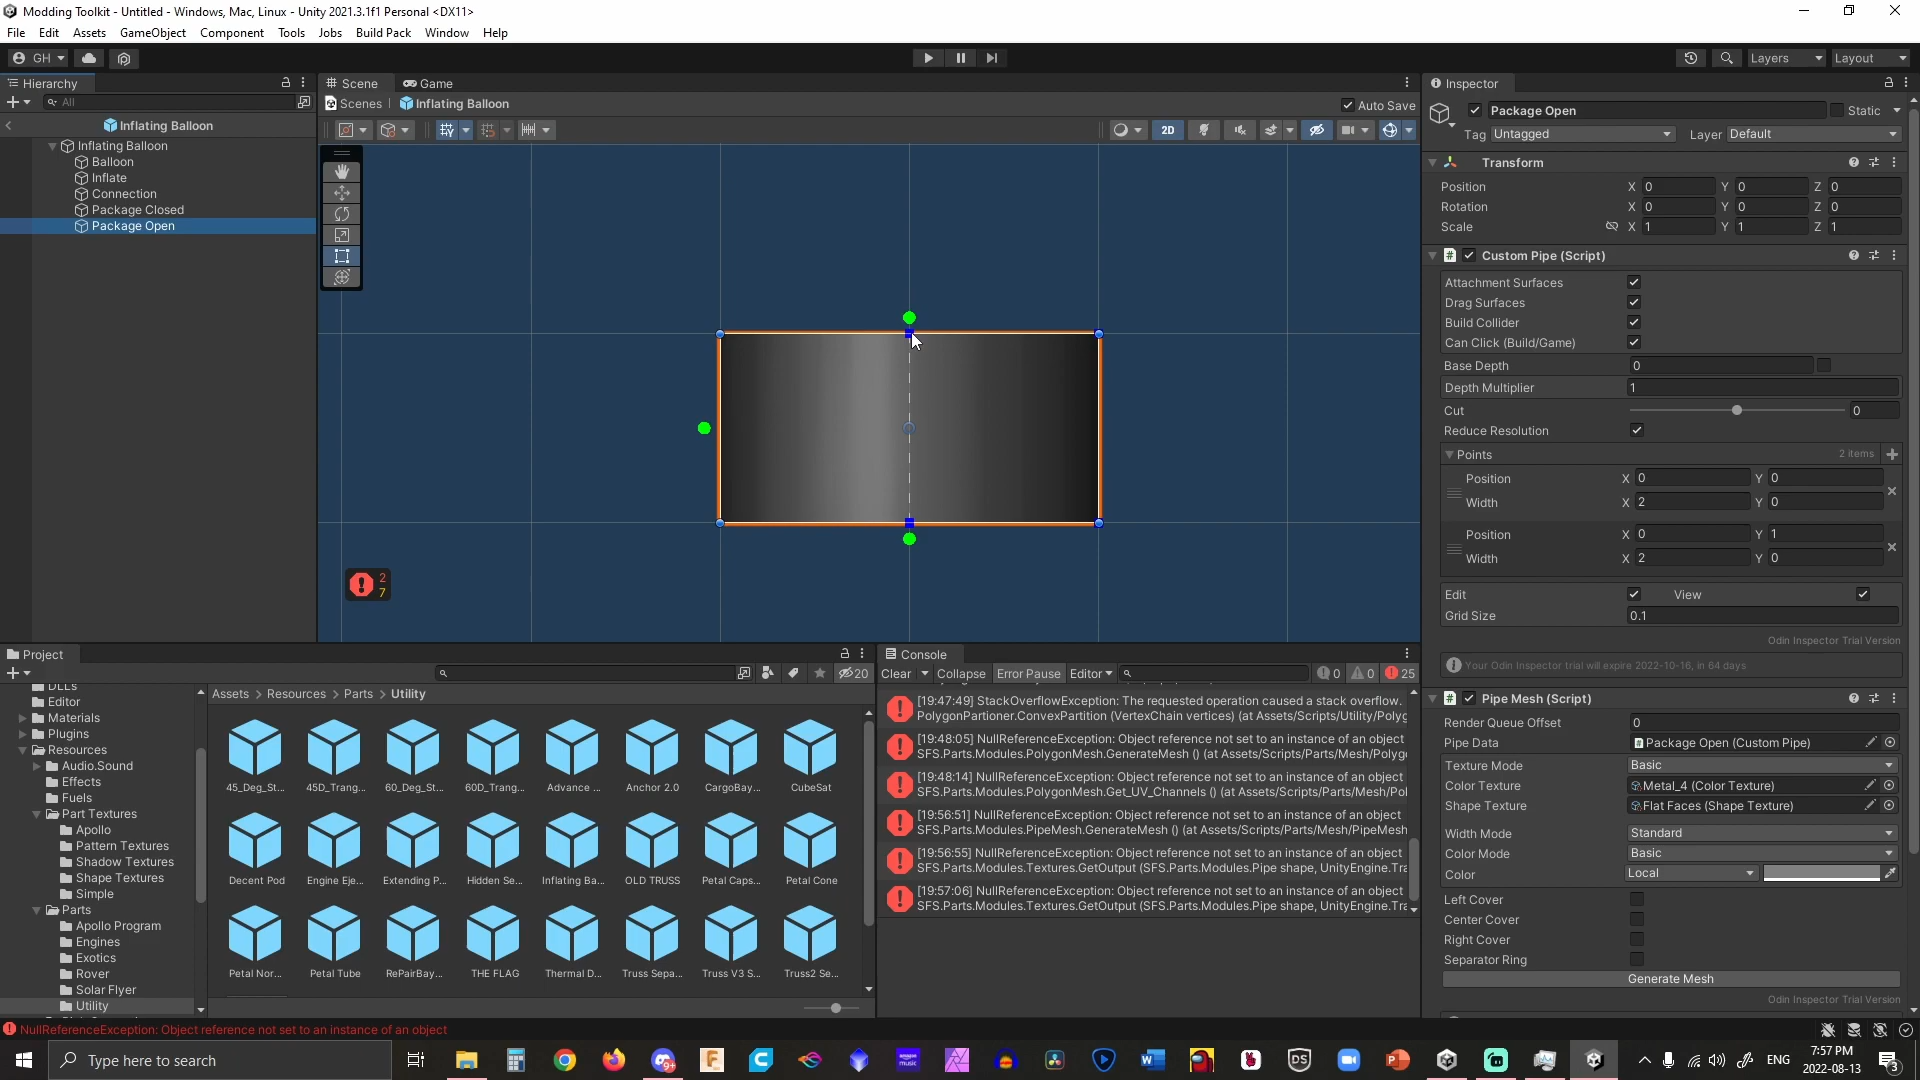 Modding Toolkit - Untitled - Windows, Mac, Linux - Unity 2021.3.1f1 Personal <DX11>
File Edit Assets GameObject Component Tools Jobs Build Pack Window Help
GH
Layers Layout
Hierarchy
All
Inflating Balloon
Inflating Balloon
Balloon
Inflate
Connection
Package Closed
Package Open
Scene Game
Scenes Inflating Balloon Auto Save
2D
2
7
Inspector
Package Open Static
Tag Untagged Layer Default
Transform
Position X 0 Y 0 Z 0
Rotation X 0 Y 0 Z 0
Scale X 1 Y 1 Z 1
# Custom Pipe (Script)
Attachment Surfaces
Drag Surfaces
Build Collider
Can Click (Build/Game)
Base Depth 0
Depth Multiplier 1
Cut 0
Reduce Resolution
Points 2 items
Position X 0 Y 0
Width X 2 Y 0
Position X 0 Y 1
Width X 2 Y 0
Edit View
Grid Size 0.1
Odin Inspector Trial Version
Your Odin Inspector trial will expire 2022-10-16, in 64 days
# Pipe Mesh (Script)
Render Queue Offset 0
Pipe Data Package Open (Custom Pipe)
Texture Mode Basic
Color Texture Metal_4 (Color Texture)
Shape Texture Flat Faces (Shape Texture)
Width Mode Standard
Color Mode Basic
Color Local
Left Cover
Center Cover
Right Cover
Separator Ring
Generate Mesh
Odin Inspector Trial Version
Project
20
DLLs
Editor
Materials
Plugins
Resources
Audio.Sound
Effects
Fuels
Part Textures
Apollo
Pattern Textures
Shadow Textures
Shape Textures
Simple
Parts
Apollo Program
Engines
Exotics
Rover
Solar Flyer
Utility
Assets > Resources > Parts > Utility
45_Deg_St... 45D_Trang... 60_Deg_St... 60D_Trang... Advance ... Anchor 2.0 CargoBay... CubeSat
Decent Pod Engine Eje... Extending P... Hidden Se... Inflating Ba... OLD TRUSS Petal Caps... Petal Cone
Petal Nor... Petal Tube RePairBay... THE FLAG Thermal D... Truss Sepa... Truss V3 S... Truss2 Se...
Console
Clear Collapse Error Pause Editor 0 0 25
[19:47:49] StackOverflowException: The requested operation caused a stack overflow.
PolygonPartioner.ConvexPartition (VertexChain vertices) (at Assets/Scripts/Utility/Polyg
[19:48:05] NullReferenceException: Object reference not set to an instance of an object
SFS.Parts.Modules.PolygonMesh.GenerateMesh () (at Assets/Scripts/Parts/Mesh/Polygo
[19:48:14] NullReferenceException: Object reference not set to an instance of an object
SFS.Parts.Modules.PolygonMesh.Get_UV_Channels () (at Assets/Scripts/Parts/Mesh/Pol
[19:56:51] NullReferenceException: Object reference not set to an instance of an object
SFS.Parts.Modules.PipeMesh.GenerateMesh () (at Assets/Scripts/Parts/Mesh/PipeMesh
[19:56:55] NullReferenceException: Object reference not set to an instance of an object
SFS.Parts.Modules.Textures.GetOutput (SFS.Parts.Modules.Pipe shape, UnityEngine.Tra
[19:57:06] NullReferenceException: Object reference not set to an instance of an object
SFS.Parts.Modules.Textures.GetOutput (SFS.Parts.Modules.Pipe shape, UnityEngine.Tra
NullReferenceException: Object reference not set to an instance of an object
Type here to search
ENG
7:57 PM
2022-08-13
3